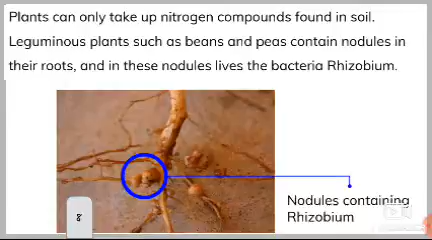 Plants can only take up nitrogen compounds found in soil.
Leguminous plants such as beans and peas contain nodules in
their roots, and in these nodules lives the bacteria Rhizobium.
Nodules containing
Rhizobium